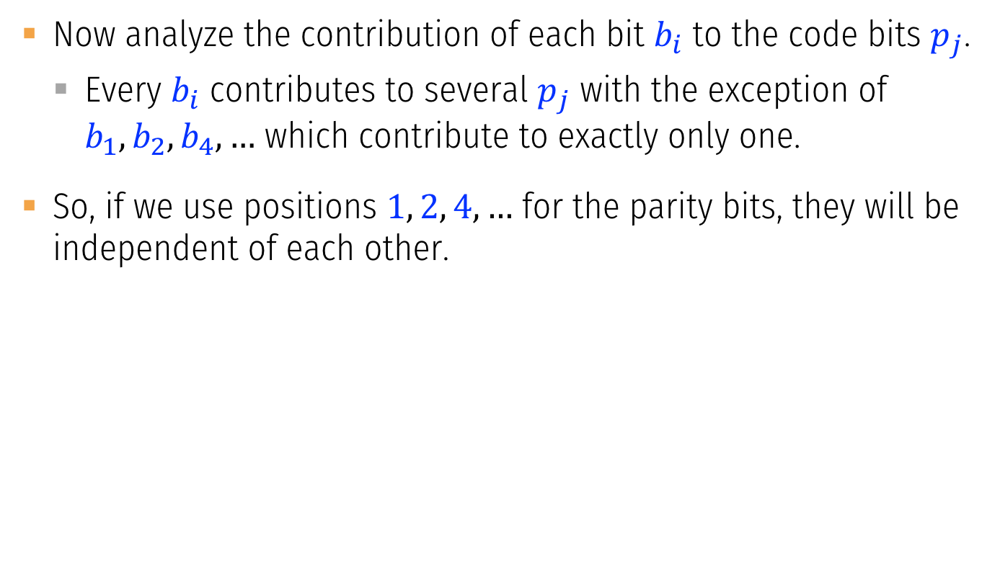 Now analyze the contribution of each bit b_i to the code bits p_j.
Every b_i contributes to several p_j with the exception of
b_1, b_2, b_4, … which contribute to exactly only one.
So, if we use positions 1, 2, 4, … for the parity bits, they will be
independent of each other.